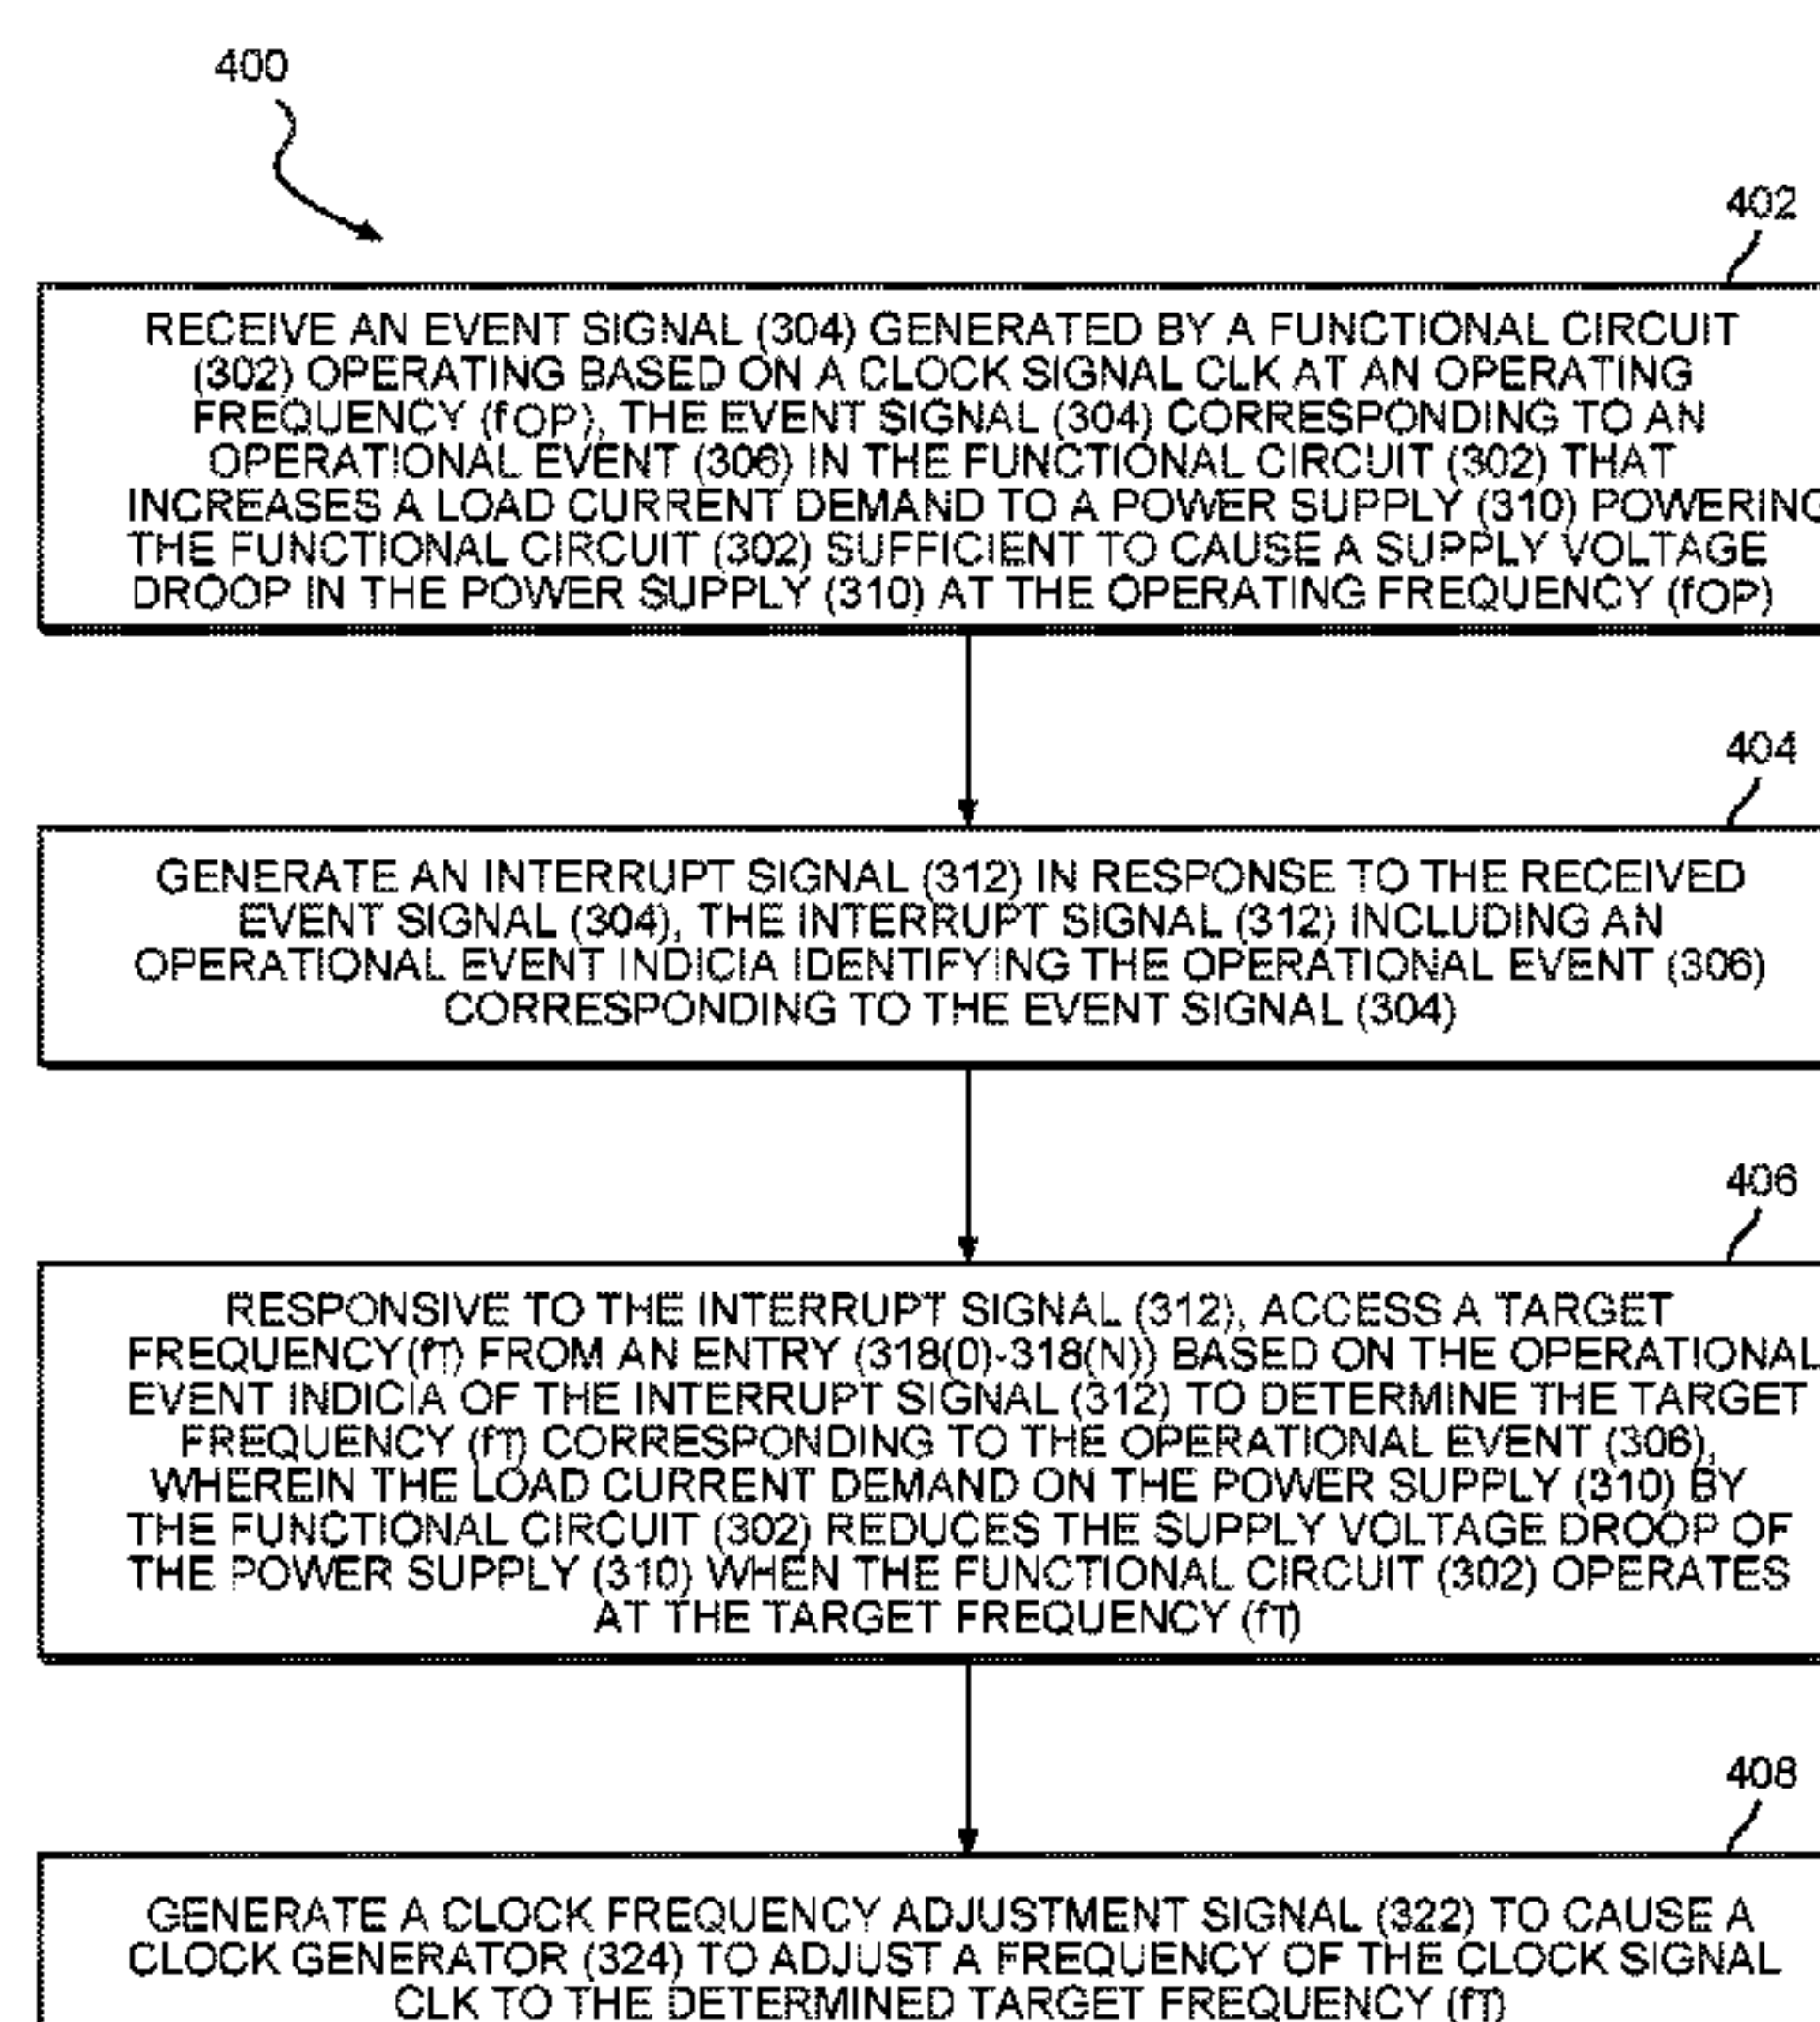 400
402
RECEIVE AN EVENT SIGNAL (304) GENERATED BY A FUNCTIONAL CIRCUIT
(302) OPERATING BASED ON A CLOCK SIGNAL CLK AT AN OPERATING
FREQUENCY (fOP), THE EVENT SIGNAL (304) CORRESPONDING TO AN
OPERATIONAL EVENT (306) IN THE FUNCTIONAL CIRCUIT (302) THAT
INCREASES A LOAD CURRENT DEMAND TO A POWER SUPPLY (310) POWERING
THE FUNCTIONAL CIRCUIT (302) SUFFICIENT TO CAUSE A SUPPLY VOLTAGE
DROOP IN THE POWER SUPPLY (310) AT THE OPERATING FREQUENCY (fOP)
404
GENERATE AN INTERRUPT SIGNAL (312) IN RESPONSE TO THE RECEIVED
EVENT SIGNAL (304), THE INTERRUPT SIGNAL (312) INCLUDING AN
OPERATIONAL EVENT INDICIA IDENTIFYING THE OPERATIONAL EVENT (306)
CORRESPONDING TO THE EVENT SIGNAL (304)
406
RESPONSIVE TO THE INTERRUPT SIGNAL (312), ACCESS A TARGET
FREQUENCY(fT) FROM AN ENTRY (318(0)-318(N)) BASED ON THE OPERATIONAL
EVENT INDICIA OF THE INTERRUPT SIGNAL (312) TO DETERMINE THE TARGET
FREQUENCY (fT) CORRESPONDING TO THE OPERATIONAL EVENT (306),
WHEREIN THE LOAD CURRENT DEMAND ON THE POWER SUPPLY (310) BY
THE FUNCTIONAL CIRCUIT (302) REDUCES THE SUPPLY VOLTAGE DROOP OF
THE POWER SUPPLY (310) WHEN THE FUNCTIONAL CIRCUIT (302) OPERATES
AT THE TARGET FREQUENCY (fT)
408
GENERATE A CLOCK FREQUENCY ADJUSTMENT SIGNAL (322) TO CAUSE A
CLOCK GENERATOR (324) TO ADJUST A FREQUENCY OF THE CLOCK SIGNAL
CLK TO THE DETERMINED TARGET FREQUENCY (fT)